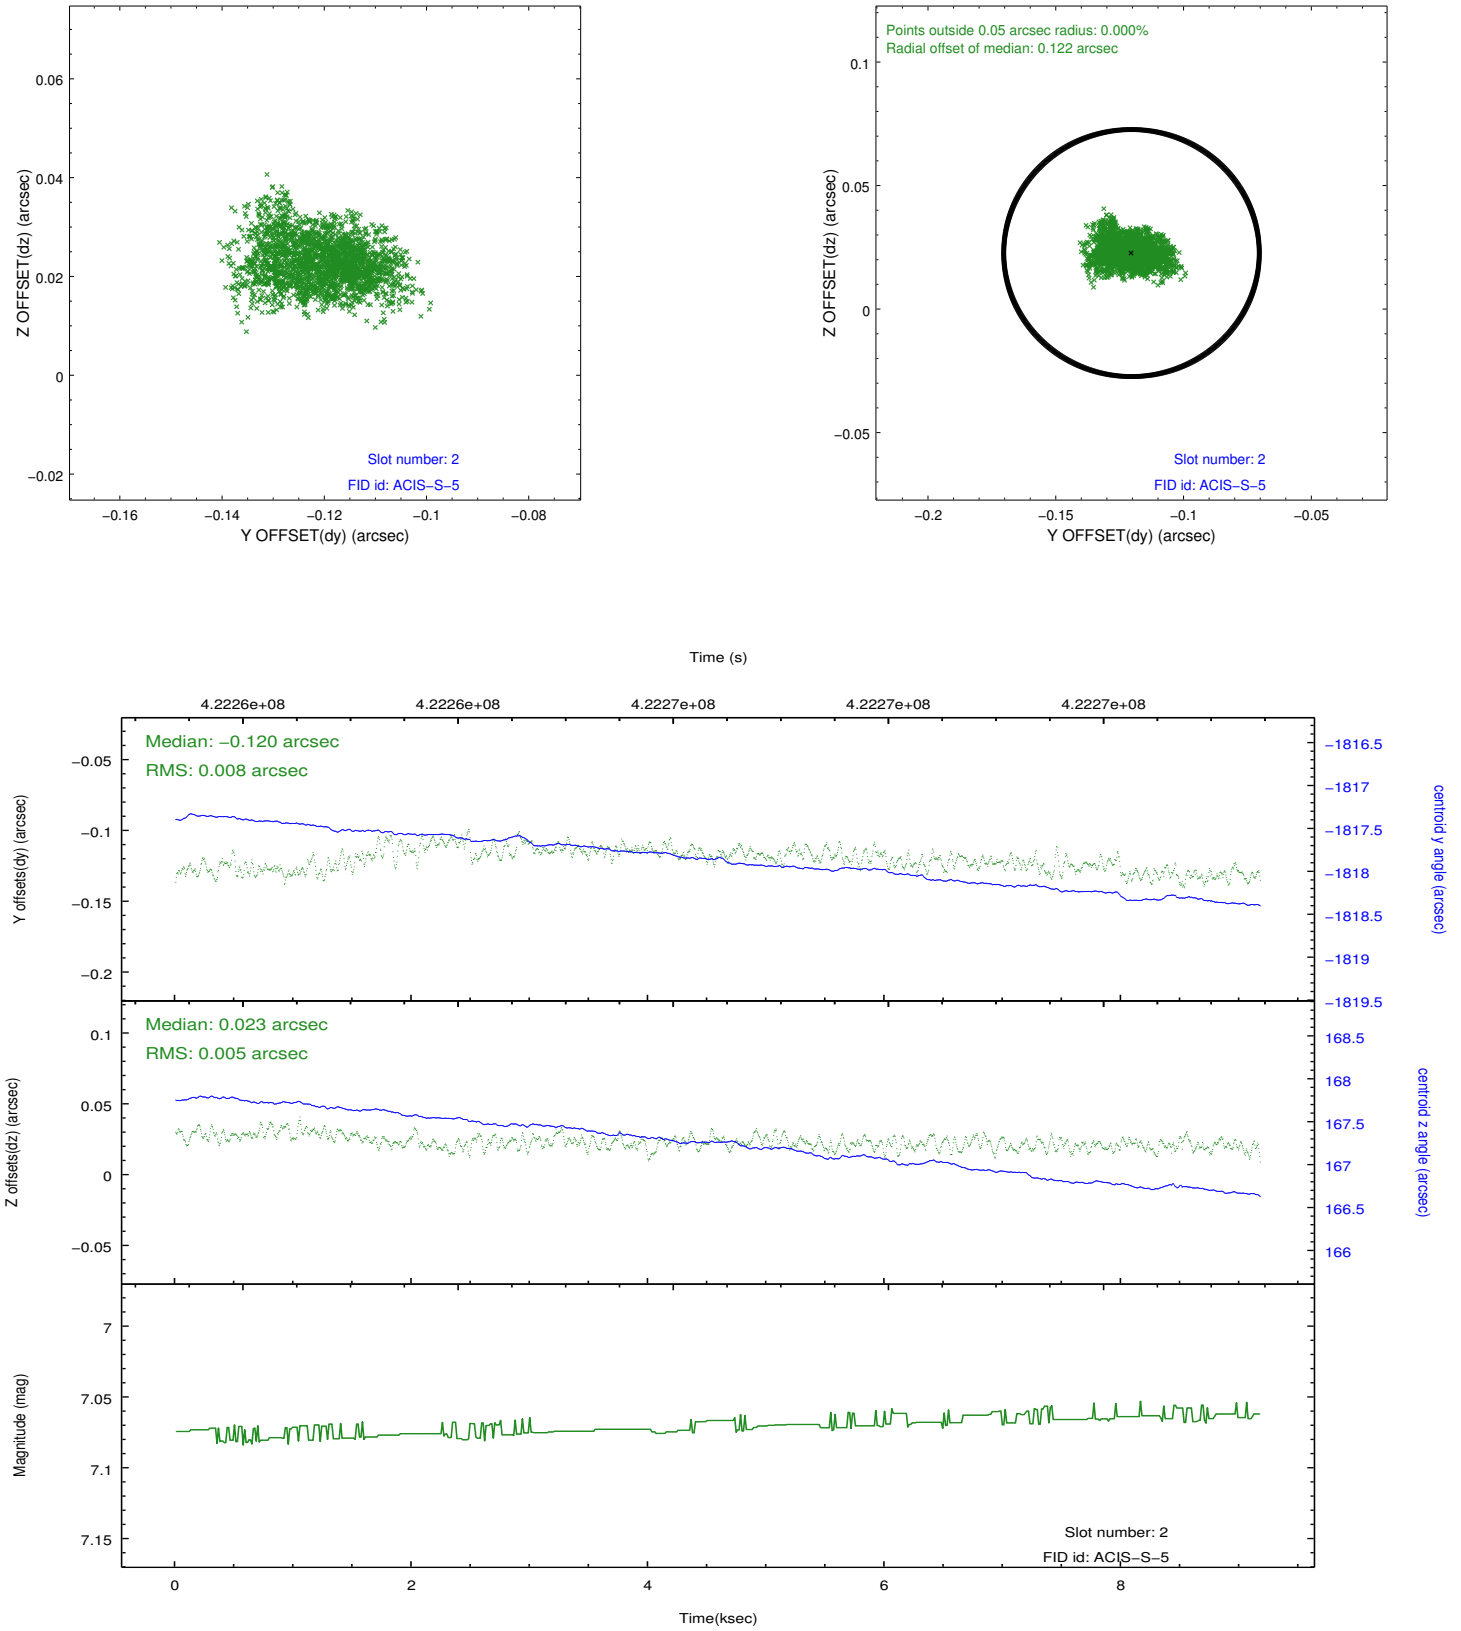 0.06
0.04
0.02
0
−0.02
Z OFFSET(dz) (arcsec)
Slot number: 2
FID id: ACIS−S−5
−0.16 −0.14 −0.12 −0.1 −0.08
Y OFFSET(dy) (arcsec)
Points outside 0.05 arcsec radius: 0.000%
Radial offset of median: 0.122 arcsec
0.1
0.05
0
−0.05
Z OFFSET(dz) (arcsec)
Slot number: 2
FID id: ACIS−S−5
−0.2 −0.15 −0.1 −0.05
Y OFFSET(dy) (arcsec)
Time (s)
4.2226e+08 4.2226e+08 4.2227e+08 4.2227e+08 4.2227e+08
Median: −0.120 arcsec
RMS: 0.008 arcsec
−0.05
−0.1
−0.15
−0.2
Y offsets(dy) (arcsec)
−1816.5
−1817
−1817.5
−1818
−1818.5
−1819
−1819.5
centroid y angle (arcsec)
Median: 0.023 arcsec
RMS: 0.005 arcsec
0.1
0.05
0
−0.05
Z offsets(dz) (arcsec)
168.5
168
167.5
167
166.5
166
centroid z angle (arcsec)
7
7.05
7.1
7.15
Magnitude (mag)
Slot number: 2
FID id: ACIS−S−5
0 2 4 6 8
Time(ksec)